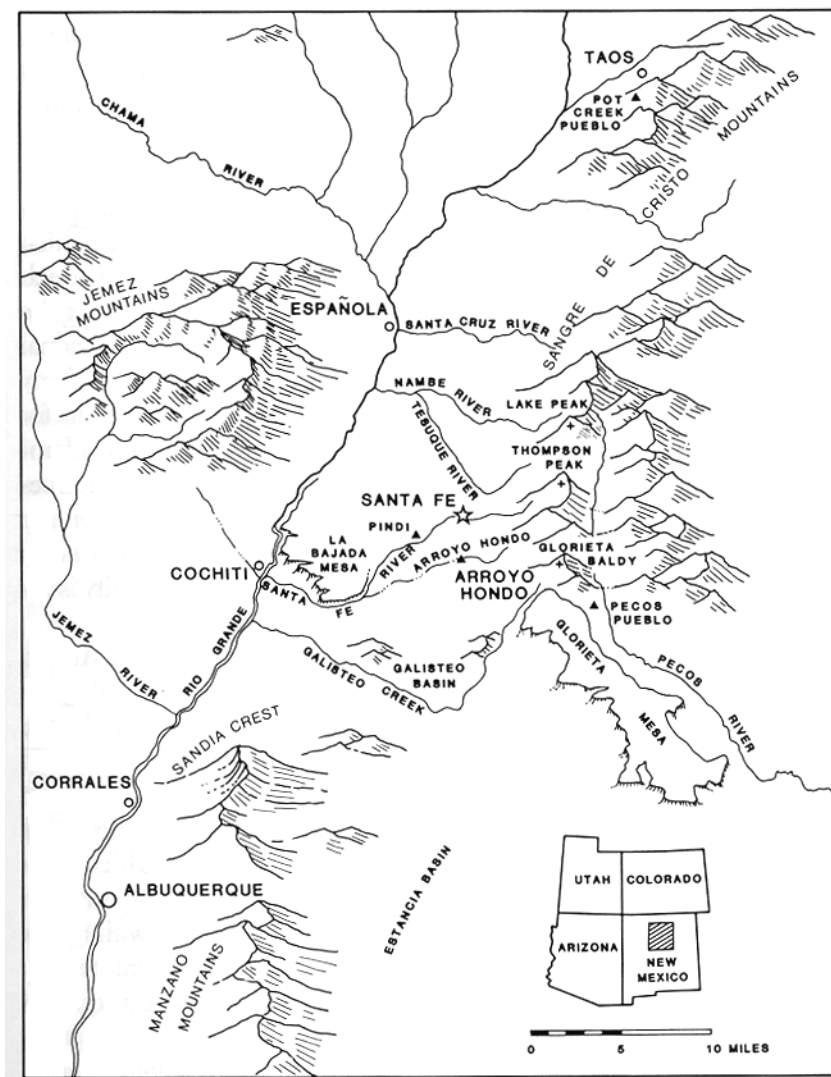 TAOS
POT
CREEK
PUEBLO
MOUNTAINS
CRISTO
DE
SANGRE
CHAMA
RIVER
JEMEZ
MOUNTAINS
ESPAÑOLA
SANTA CRUZ RIVER
NAMBE RIVER
LAKE PEAK
TESUQUE RIVER
THOMPSON
PEAK
SANTA FE
PINDI
LA
BAJADA
MESA
RIVER
ARROYO HONDO
GLORIETA
BALDY
ARROYO
HONDO
COCHITI
SANTA
FE
PECOS
PUEBLO
JEMEZ
RIVER
RIO GRANDE
GALISTEO CREEK
GALISTEO
BASIN
GLORIETA
MESA
PECOS
RIVER
SANDIA CREST
CORRALES
ALBUQUERQUE
ESTANCIA BASIN
MANZANO
MOUNTAINS
UTAH
COLORADO
ARIZONA
NEW
MEXICO
0 5 10 MILES